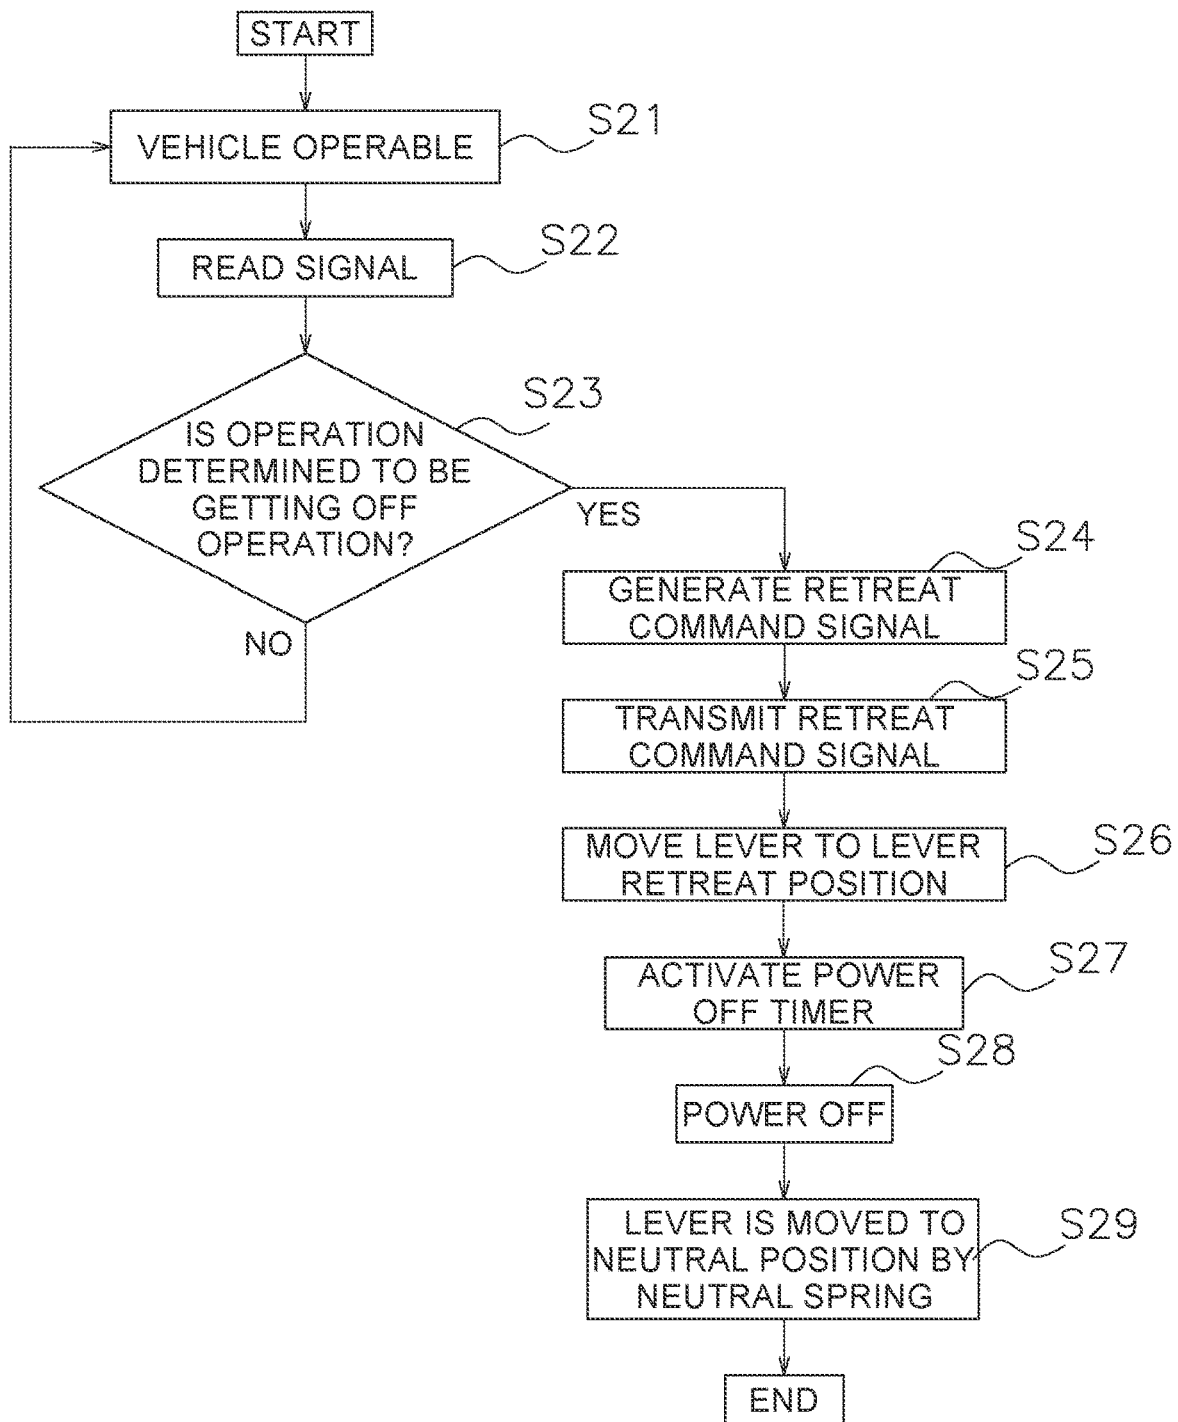 START
VEHICLE OPERABLE
S21
READ SIGNAL
S22
IS OPERATION
DETERMINED TO BE
GETTING OFF
OPERATION?
S23
YES
NO
GENERATE RETREAT
COMMAND SIGNAL
S24
TRANSMIT RETREAT
COMMAND SIGNAL
S25
MOVE LEVER TO LEVER
RETREAT POSITION
S26
ACTIVATE POWER
OFF TIMER
S27
POWER OFF
S28
LEVER IS MOVED TO
NEUTRAL POSITION BY
NEUTRAL SPRING
S29
END